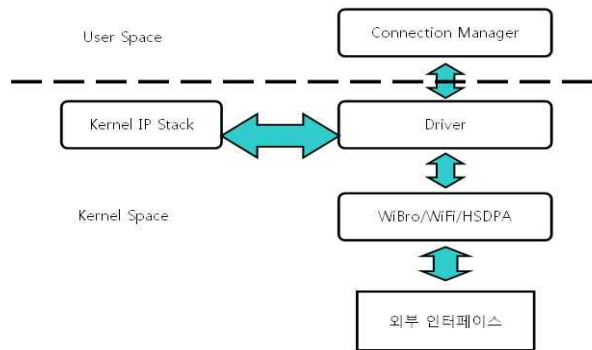 User Space
Connection Manager
Kernel IP Stack
Driver
Kernel Space
WiBro/WiFi/HSDPA
외부 인터페이스